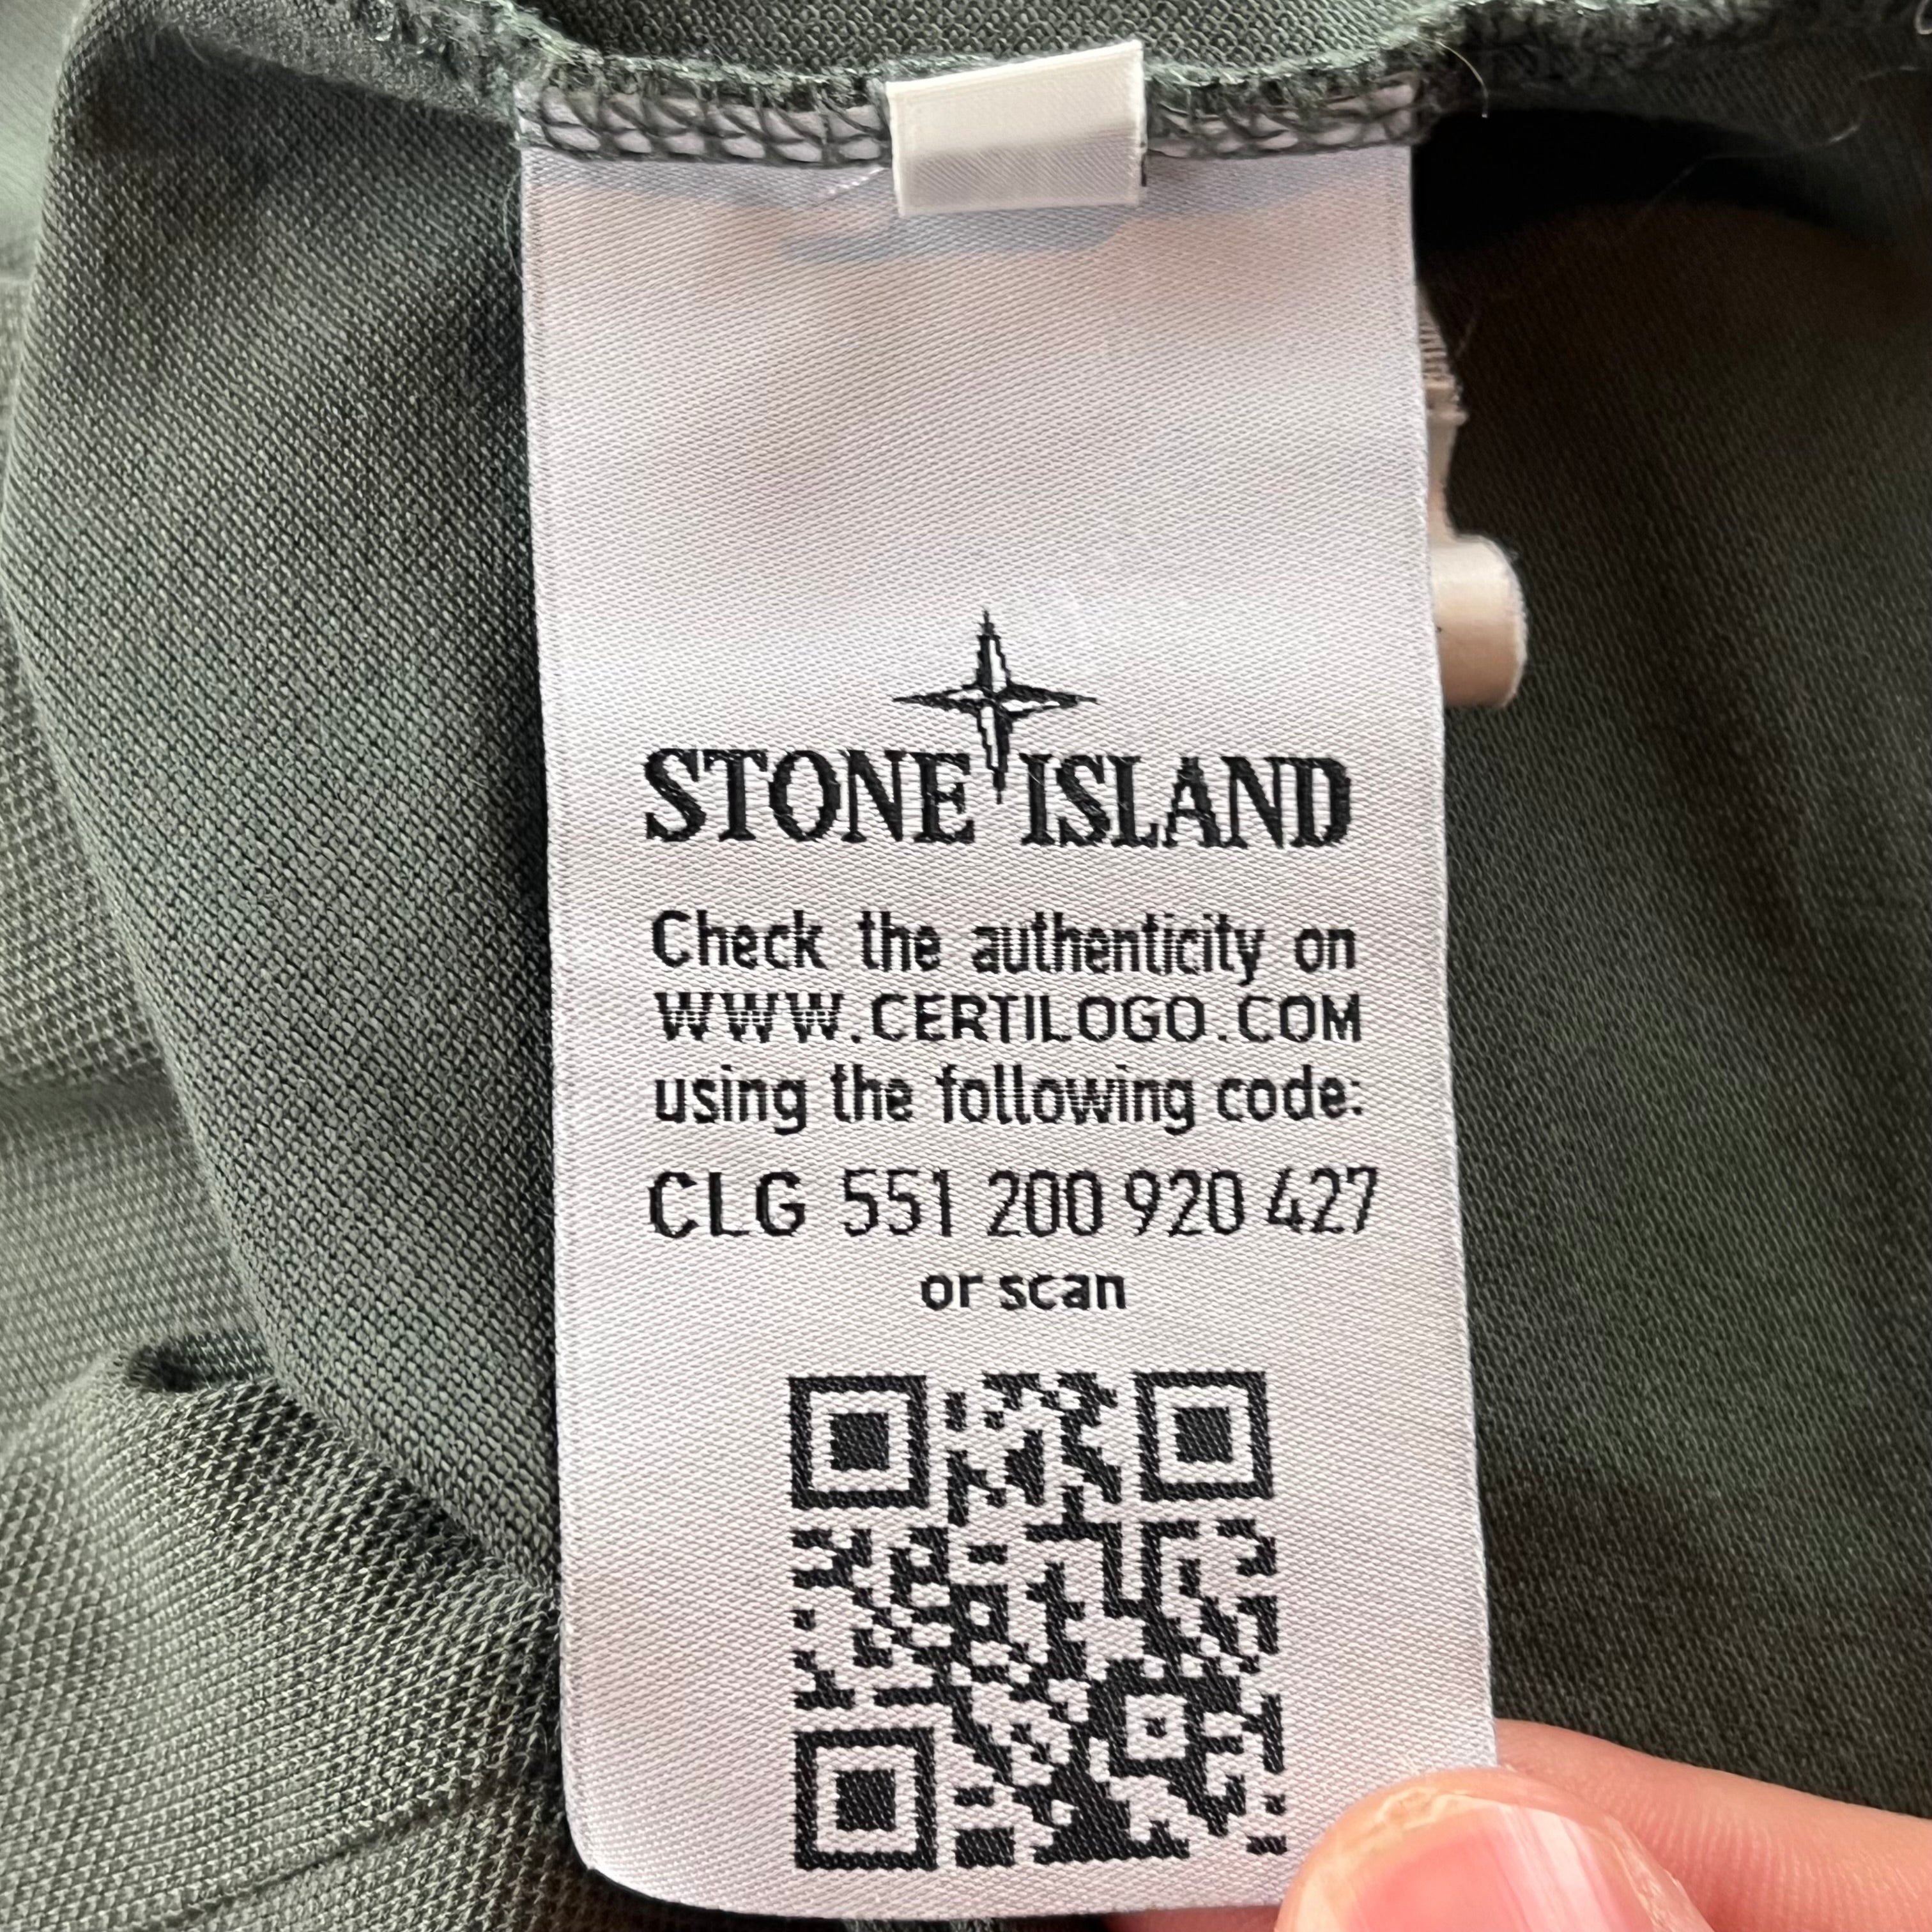 STONE ISLAND
Check the authenticity on
WWW.CERTILOGO.COM
using the following code:
CLG 551 200 920 427
or scan